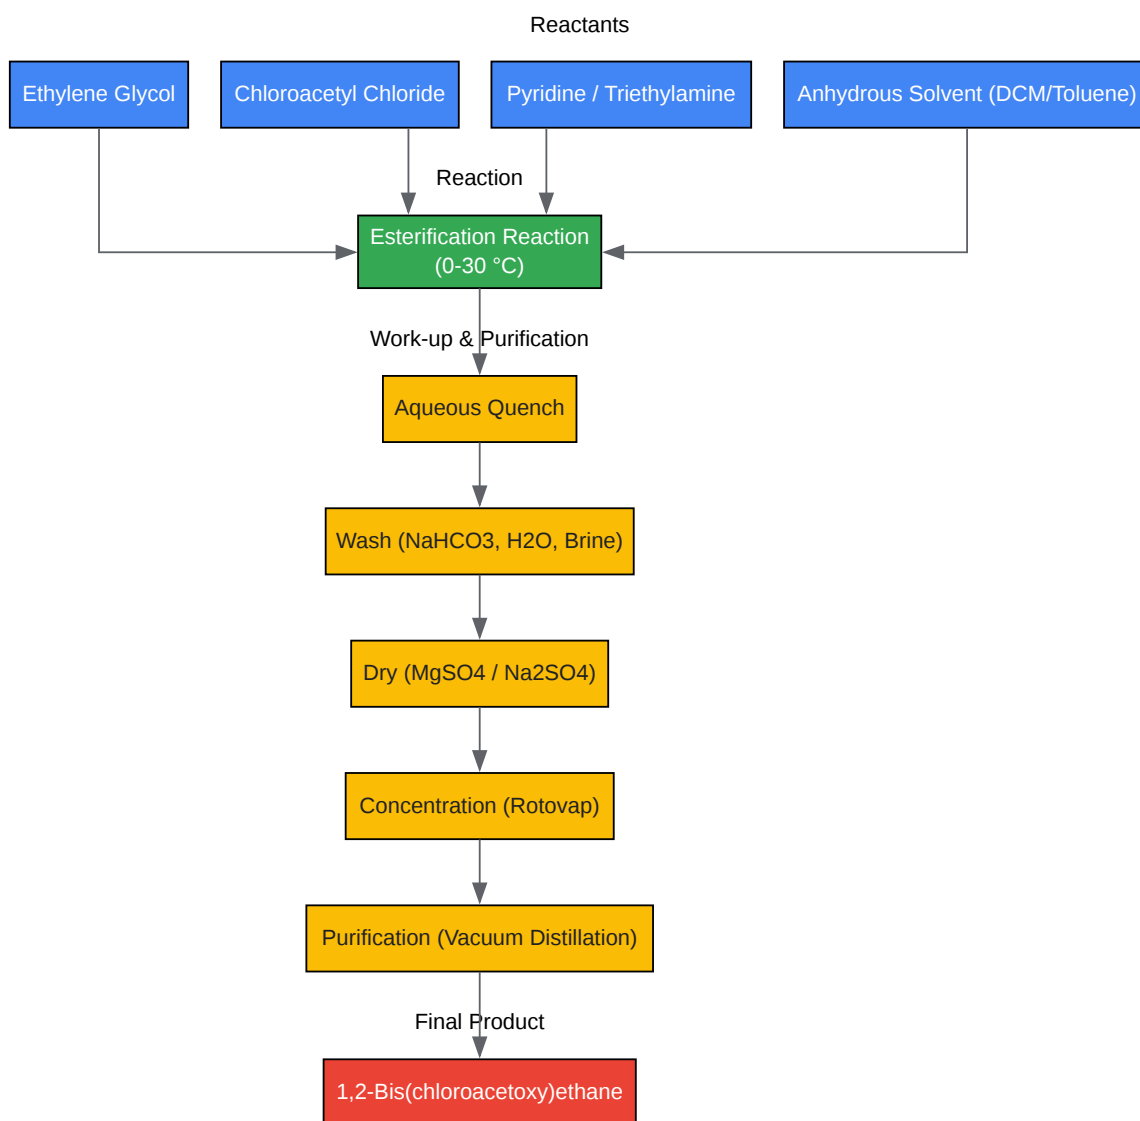 Reactants
Ethylene Glycol
Chloroacetyl Chloride
Pyridine / Triethylamine
Anhydrous Solvent (DCM/Toluene)
Reaction
Esterification Reaction
(0-30 °C)
Work-up & Purification
Aqueous Quench
Wash (NaHCO3, H2O, Brine)
Dry (MgSO4 / Na2SO4)
Concentration (Rotovap)
Purification (Vacuum Distillation)
Final Product
1,2-Bis(chloroacetoxy)ethane